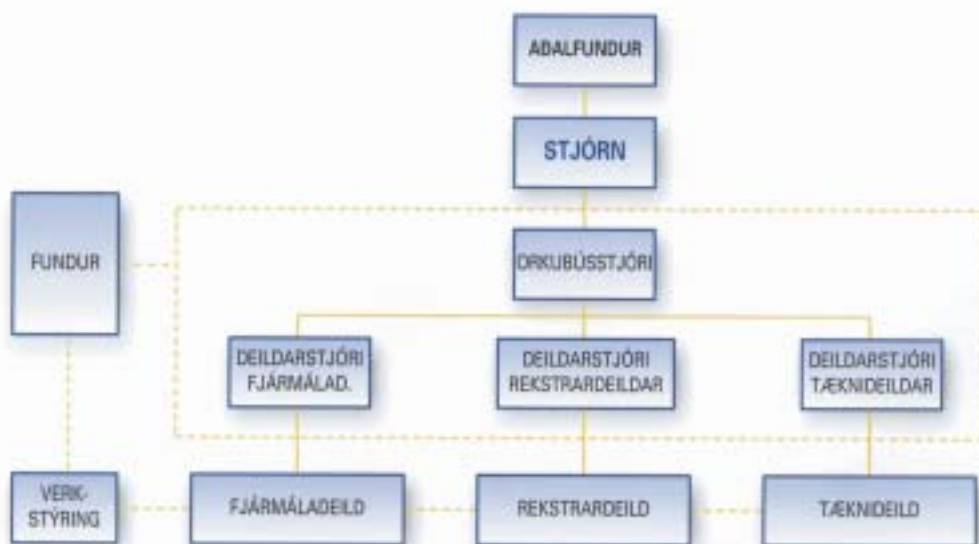 ADALFUNDUR
STJÓRN
FUNDUR
ORKUBÚSSTJÓRI
DEILDARSTJÓRI
FJÁRMÁLAD.
DEILDARSTJÓRI
REKSTRARDEILDAR
DEILDARSTJÓRI
TÆKNIDEILDAR
VERK-
STÝRING
FJÁRMÁLADEILD
REKSTRARDEILD
TÆKNIDEILD